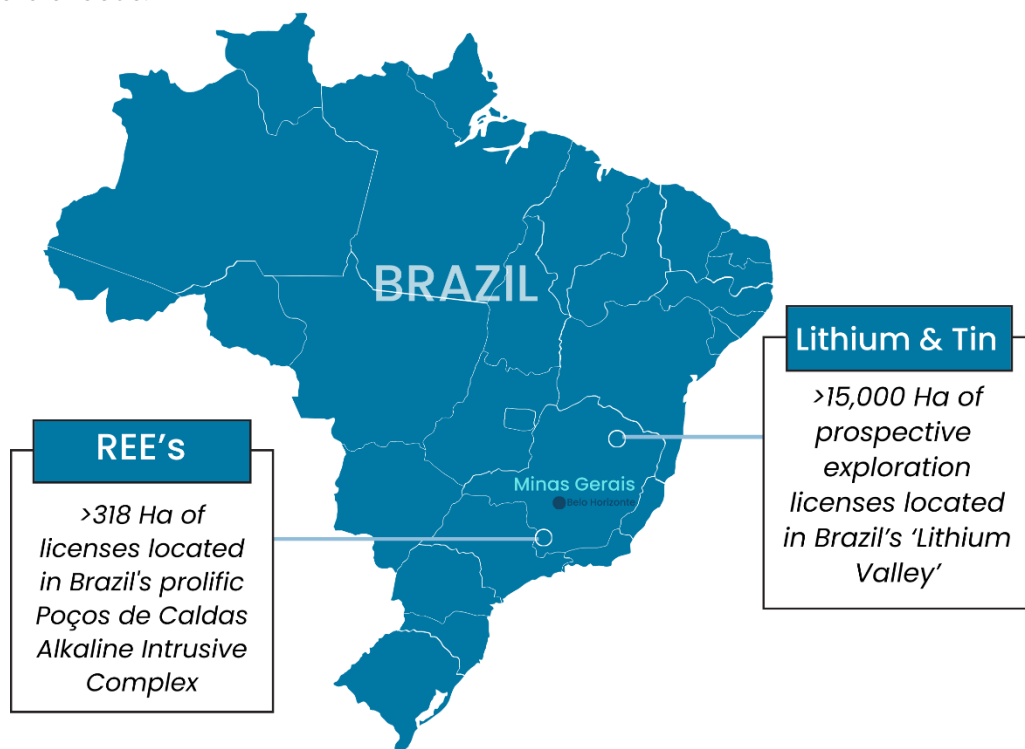 BRAZIL
Lithium & Tin
>15,000 Ha of
prospective
exploration
licenses located
in Brazil’s ‘Lithium
Valley’
REE’s
>318 Ha of
licenses located
in Brazil's prolific
Poços de Caldas
Alkaline Intrusive
Complex
Minas Gerais
Belo Horizonte